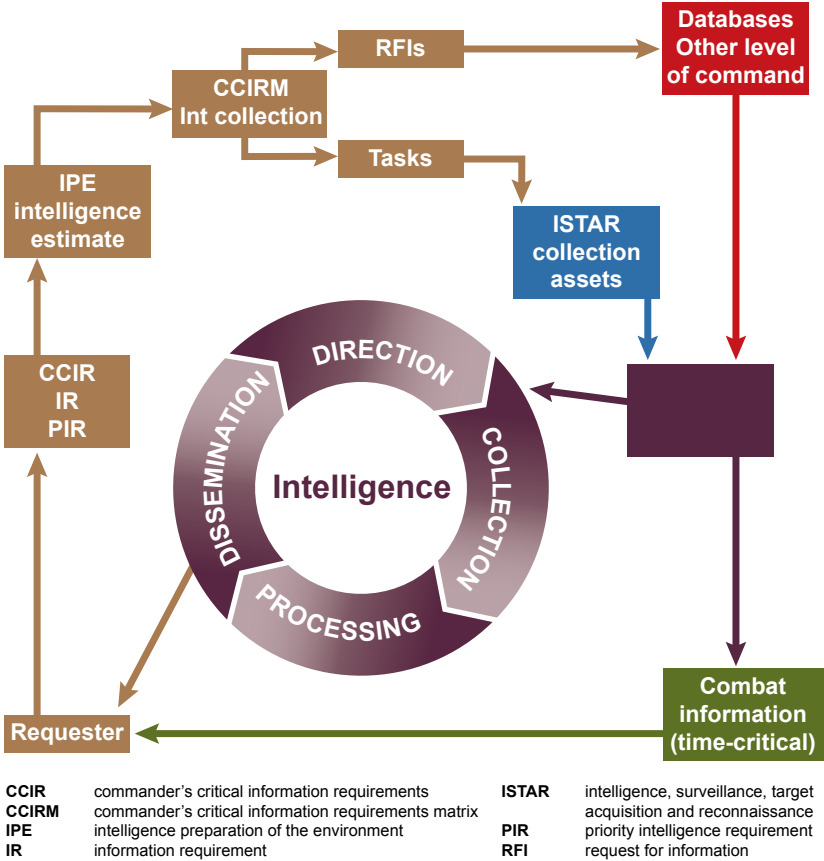 RFIs
Databases
Other level
of command
CCIRM
Int collection
Tasks
IPE
intelligence
estimate
ISTAR
collection
assets
CCIR
IR
PIR
DIRECTION
COLLECTION
PROCESSING
DISSEMINATION
Intelligence
Requester
Combat
information
(time-critical)
CCIR commander’s critical information requirements
CCIRM commander’s critical information requirements matrix
IPE intelligence preparation of the environment
IR information requirement
ISTAR intelligence, surveillance, target
acquisition and reconnaissance
PIR priority intelligence requirement
RFI request for information